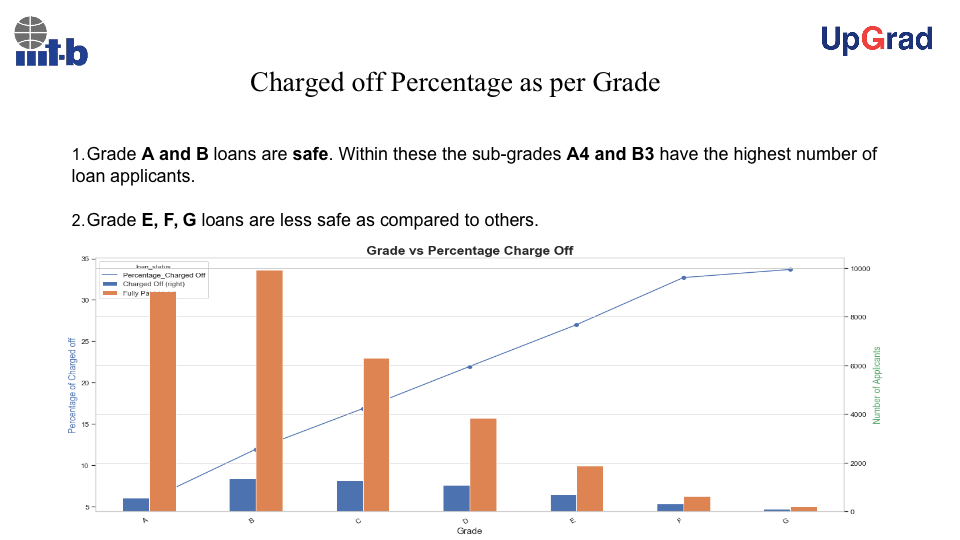 iiit-b
UpGrad
Charged off Percentage as per Grade
1.Grade A and B loans are safe. Within these the sub-grades A4 and B3 have the highest number of
loan applicants.
2.Grade E, F, G loans are less safe as compared to others.
Grade vs Percentage Charge Off
loan_status
Percentage_Charged Off
Charged Off (right)
Fully Pa
35
30
25
20
15
10
5
Percentage of Charged off
10000
8000
6000
4000
2000
0
Number of Applicants
A B C D E F G
Grade